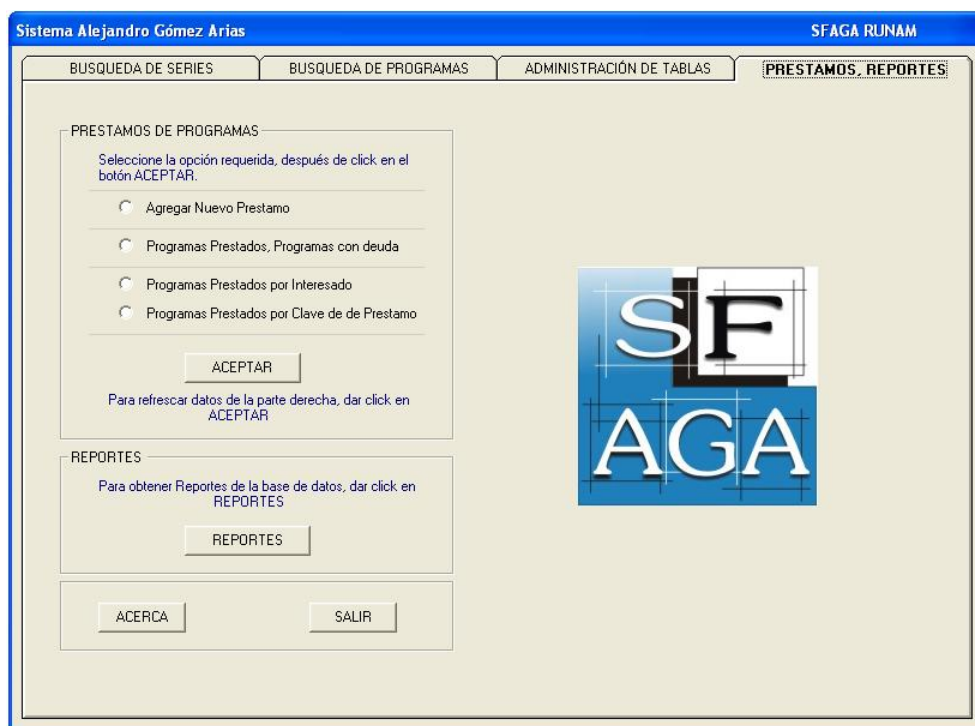 Sistema Alejandro Gómez Arias
SFAGA RUNAM
BUSQUEDA DE SERIES
BUSQUEDA DE PROGRAMAS
ADMINISTRACIÓN DE TABLAS
PRESTAMOS, REPORTES
PRESTAMOS DE PROGRAMAS
Seleccione la opción requerida, después de click en el
botón ACEPTAR.
Agregar Nuevo Prestamo
Programas Prestados, Programas con deuda
Programas Prestados por Interesado
Programas Prestados por Clave de de Prestamo
ACEPTAR
Para refrescar datos de la parte derecha, dar click en
ACEPTAR
REPORTES
Para obtener Reportes de la base de datos, dar click en
REPORTES
REPORTES
ACERCA
SALIR
SF
AGA